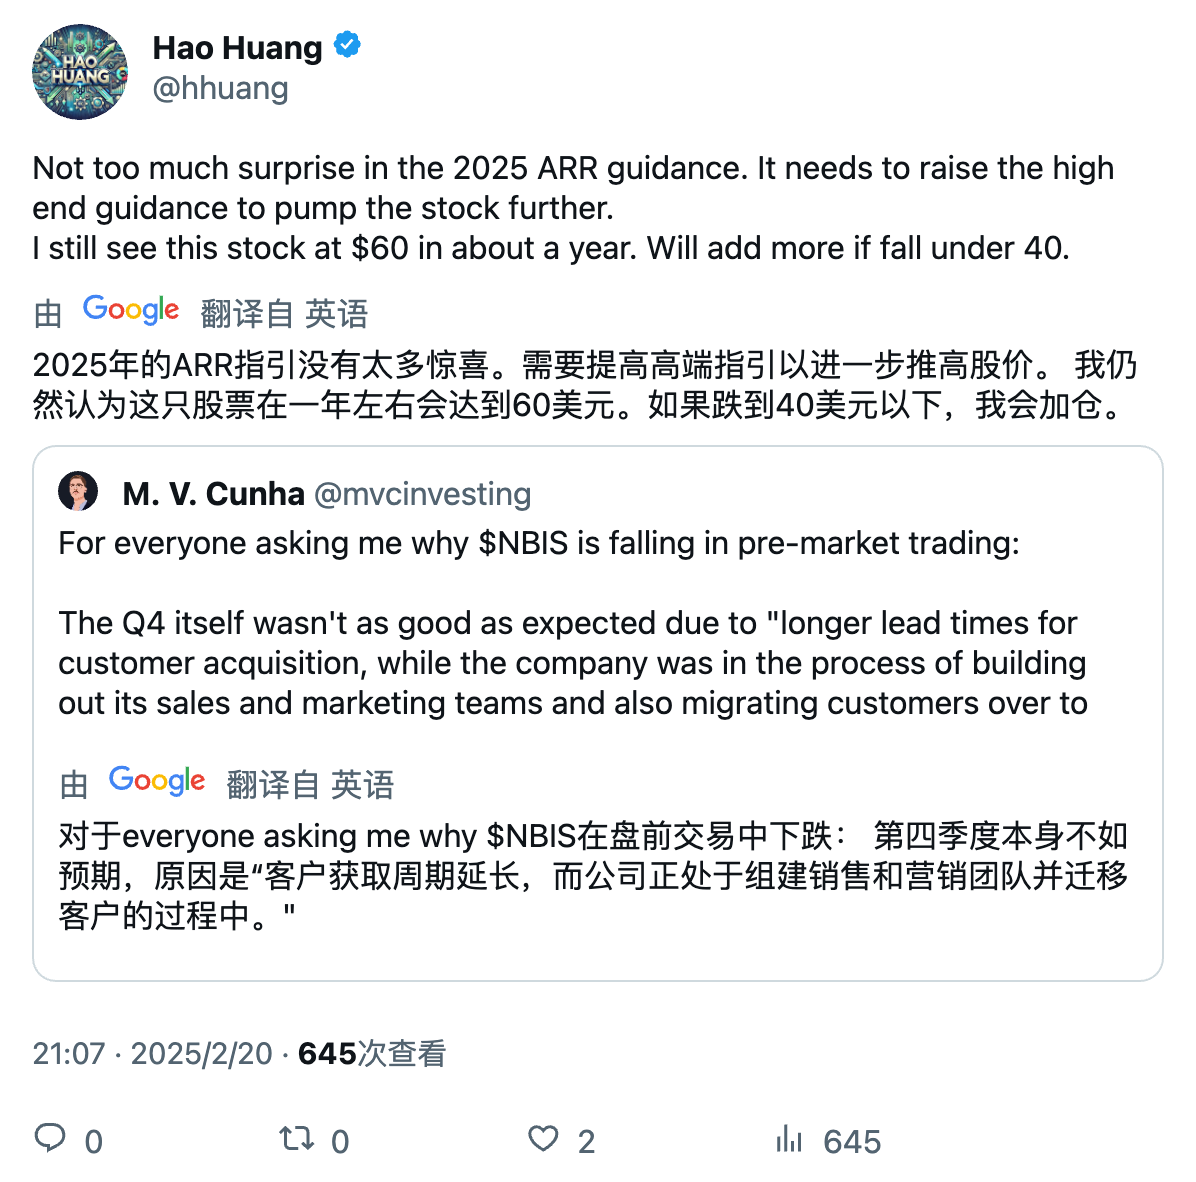 HAO
HUANG
Hao Huang
@hhuang
Not too much surprise in the 2025 ARR guidance. It needs to raise the high
end guidance to pump the stock further.
I still see this stock at $60 in about a year. Will add more if fall under 40.
由 Google 翻译自 英语
2025年的ARR指引没有太多惊喜。需要提高高端指引以进一步推高股价。 我仍
然认为这只股票在一年左右会达到60美元。如果跌到40美元以下，我会加仓。
M. V. Cunha @mvcinvesting
For everyone asking me why $NBIS is falling in pre-market trading:
The Q4 itself wasn't as good as expected due to "longer lead times for
customer acquisition, while the company was in the process of building
out its sales and marketing teams and also migrating customers over to
由 Google 翻译自 英语
对于everyone asking me why $NBIS在盘前交易中下跌： 第四季度本身不如
预期，原因是“客户获取周期延长，而公司正处于组建销售和营销团队并迁移
客户的过程中。"
21:07 · 2025/2/20 · 645次查看
0 0 2 645